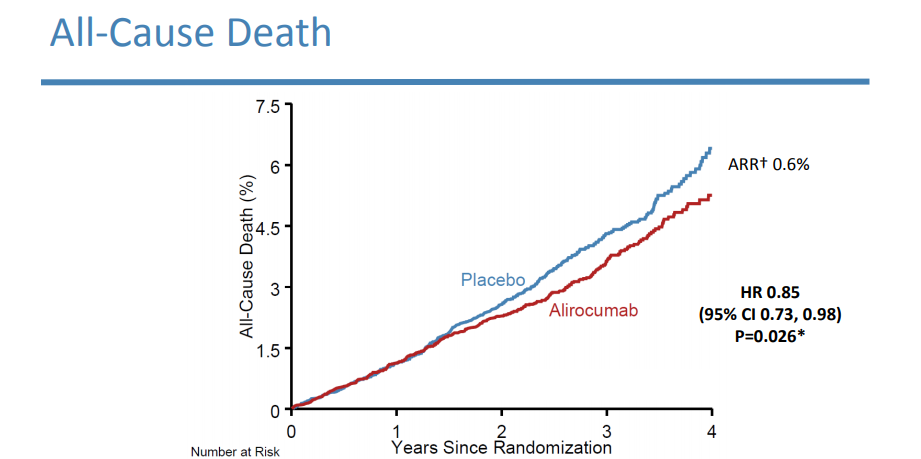 All-Cause Death
7.5
6
4.5
3
1.5
0
All-Cause Death (%)
Placebo
Alirocumab
ARR† 0.6%
HR 0.85
(95% CI 0.73, 0.98)
P=0.026*
0 1 2 3 4
Years Since Randomization
Number at Risk